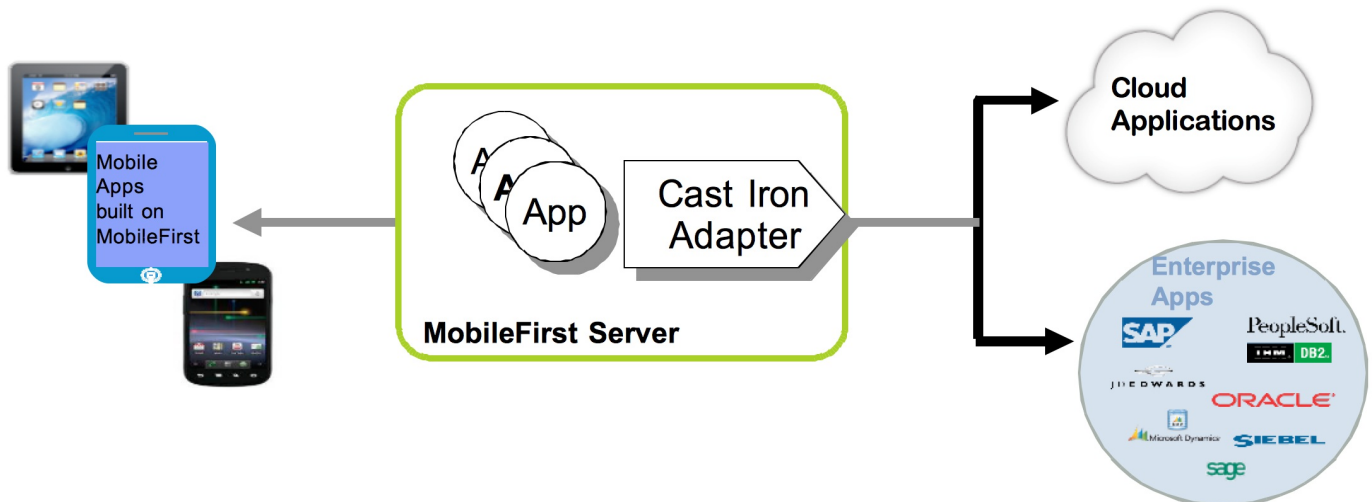 Mobile
Apps
built on
MobileFirst
App
Cast Iron
Adapter
MobileFirst Server
Cloud
Applications
Enterprise
Apps
SAP
PeopleSoft.
IBM DB2
JDEDWARDS
ORACLE
Microsoft Dynamics
SIEBEL
sage